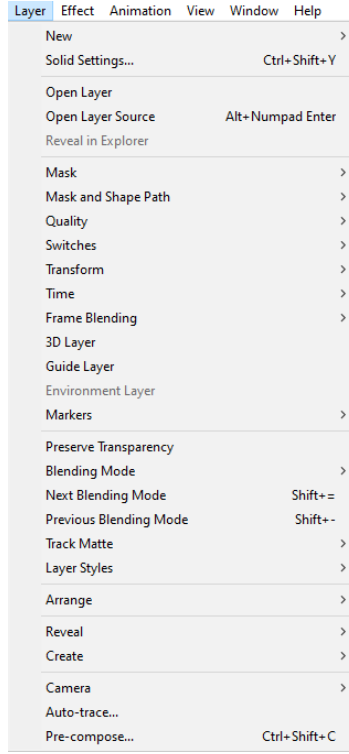 Layer Effect Animation View Window Help
New >
Solid Settings... Ctrl+Shift+Y
Open Layer
Open Layer Source Alt+Numpad Enter
Reveal in Explorer
Mask >
Mask and Shape Path >
Quality >
Switches >
Transform >
Time >
Frame Blending >
3D Layer
Guide Layer
Environment Layer
Markers >
Preserve Transparency
Blending Mode >
Next Blending Mode Shift+=
Previous Blending Mode Shift+-
Track Matte >
Layer Styles >
Arrange >
Reveal >
Create >
Camera >
Auto-trace...
Pre-compose... Ctrl+Shift+C